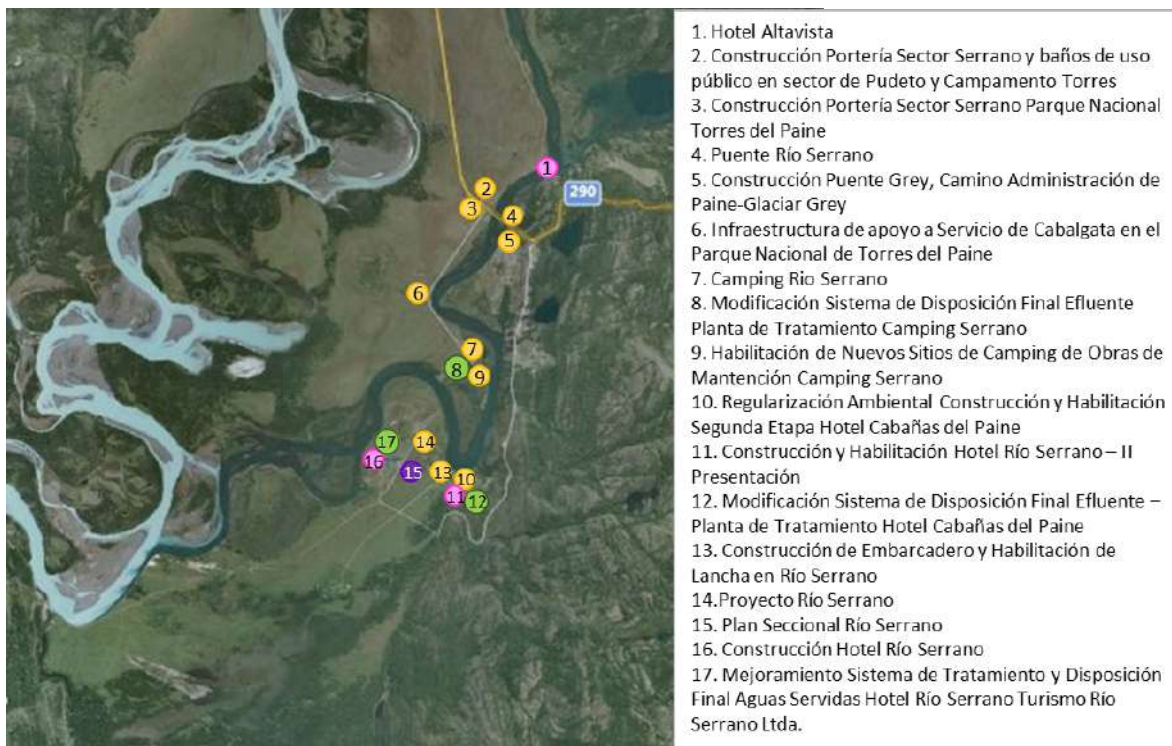 1
2
3
290
4
5
6
7
8
9
17
14
16
15
13
10
11
12
1. Hotel Altavista
2. Construcción Portería Sector Serrano y baños de uso
público en sector de Pudeto y Campamento Torres
3. Construcción Portería Sector Serrano Parque Nacional
Torres del Paine
4. Puente Río Serrano
5. Construcción Puente Grey, Camino Administración de
Paine-Glaciar Grey
6. Infraestructura de apoyo a Servicio de Cabalgata en el
Parque Nacional de Torres del Paine
7. Camping Rio Serrano
8. Modificación Sistema de Disposición Final Efluente
Planta de Tratamiento Camping Serrano
9. Habilitación de Nuevos Sitios de Camping de Obras de
Mantención Camping Serrano
10. Regularización Ambiental Construcción y Habilitación
Segunda Etapa Hotel Cabañas del Paine
11. Construcción y Habilitación Hotel Río Serrano – II
Presentación
12. Modificación Sistema de Disposición Final Efluente –
Planta de Tratamiento Hotel Cabañas del Paine
13. Construcción de Embarcadero y Habilitación de
Lancha en Río Serrano
14.Proyecto Río Serrano
15. Plan Seccional Río Serrano
16. Construcción Hotel Río Serrano
17. Mejoramiento Sistema de Tratamiento y Disposición
Final Aguas Servidas Hotel Río Serrano Turismo Río
Serrano Ltda.